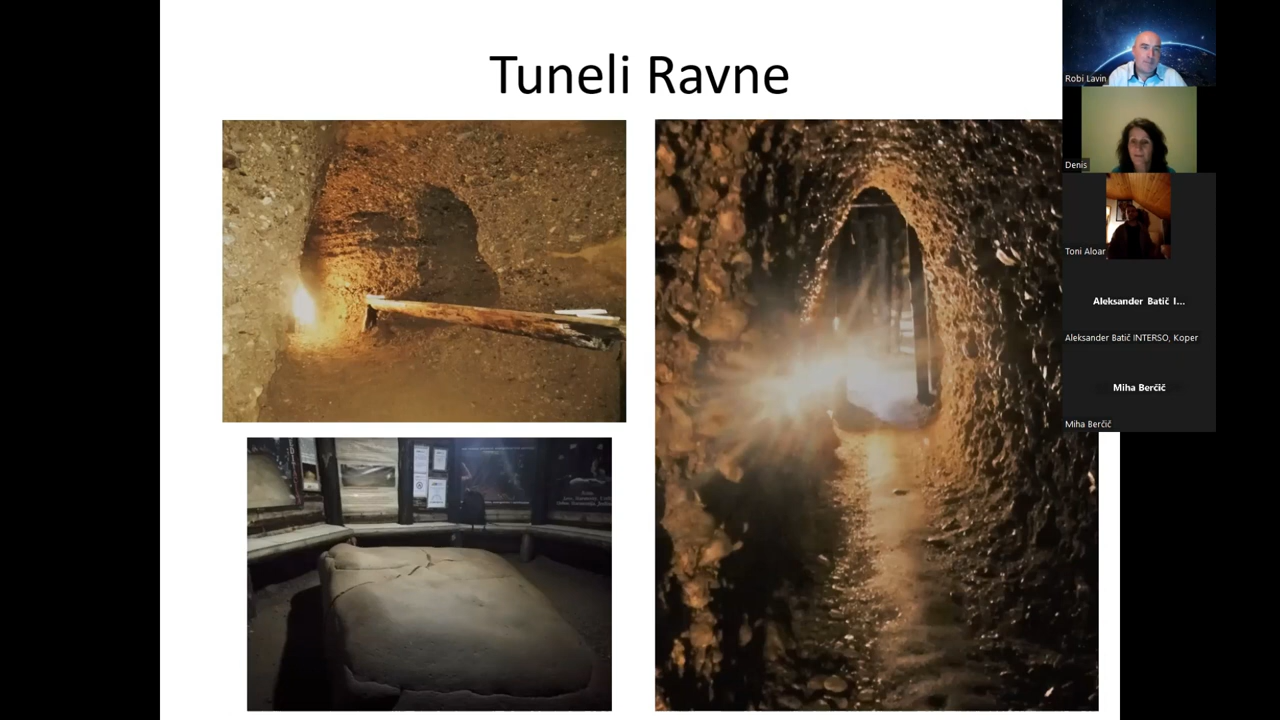 Tuneli Ravne
Robi Lavin
Denis
Toni Aloar
Aleksander Batič I...
Aleksander Batič INTERSO, Koper
Miha Berčič
Miha Berčič